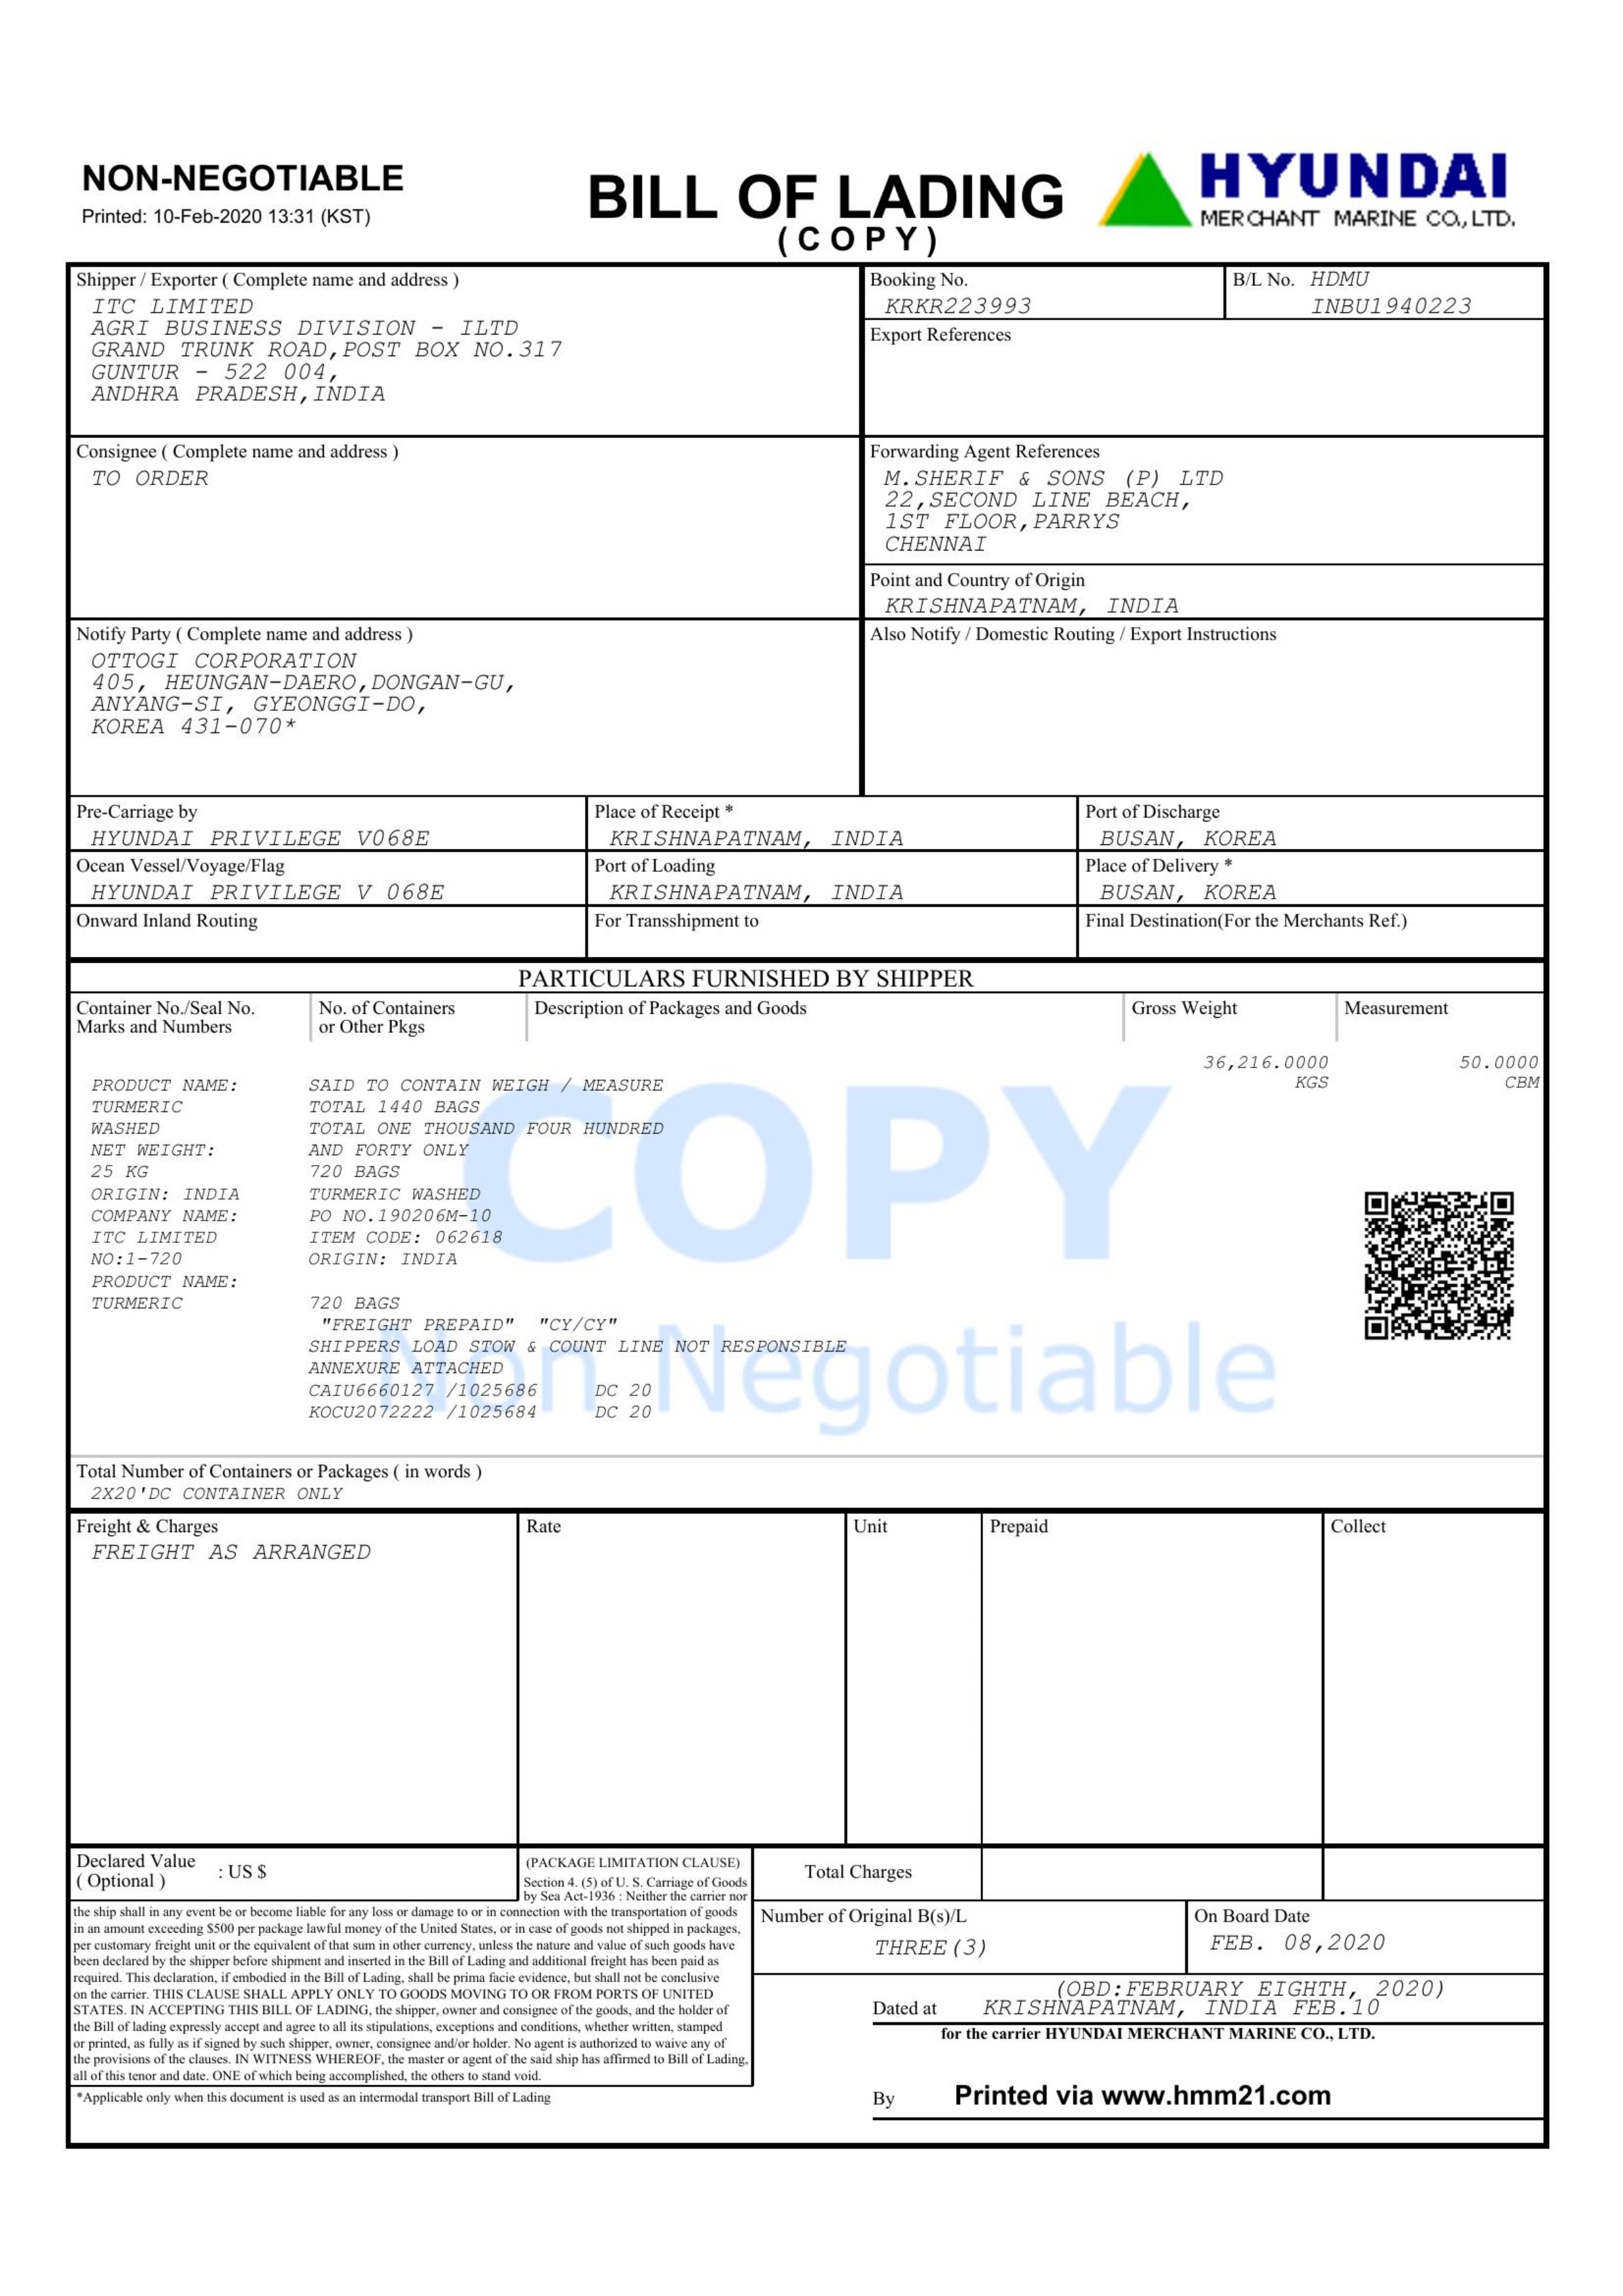 NON-NEGOTIABLE
Printed: 10-Feb-2020 13:31 (KST)
BILL OF LADING
(COPY)
HYUNDAI
MERCHANT MARINE CO., LTD.
Shipper / Exporter ( Complete name and address )
ITC LIMITED
AGRI BUSINESS DIVISION - ILTD
GRAND TRUNK ROAD,POST BOX NO.317
GUNTUR - 522 004,
ANDHRA PRADESH,INDIA
Booking No.
KRKR223993
B/L No. HDMU
INBU1940223
Export References
Consignee ( Complete name and address )
TO ORDER
Forwarding Agent References
M.SHERIF & SONS (P) LTD
22,SECOND LINE BEACH,
1ST FLOOR,PARRYS
CHENNAI
Point and Country of Origin
KRISHNAPATNAM, INDIA
Notify Party ( Complete name and address )
OTTOGI CORPORATION
405, HEUNGAN-DAERO,DONGAN-GU,
ANYANG-SI, GYEONGGI-DO,
KOREA 431-070*
Also Notify / Domestic Routing / Export Instructions
Pre-Carriage by
HYUNDAI PRIVILEGE V068E
Place of Receipt *
KRISHNAPATNAM, INDIA
Port of Discharge
BUSAN, KOREA
Ocean Vessel/Voyage/Flag
HYUNDAI PRIVILEGE V 068E
Port of Loading
KRISHNAPATNAM, INDIA
Place of Delivery *
BUSAN, KOREA
Onward Inland Routing
For Transshipment to
Final Destination(For the Merchants Ref.)
PARTICULARS FURNISHED BY SHIPPER
Container No./Seal No.
Marks and Numbers
No. of Containers
or Other Pkgs
Description of Packages and Goods
Gross Weight
Measurement
36,216.0000
KGS
50.0000
CBM
PRODUCT NAME:
TURMERIC
WASHED
NET WEIGHT:
25 KG
ORIGIN: INDIA
COMPANY NAME:
ITC LIMITED
NO:1-720
PRODUCT NAME:
TURMERIC
SAID TO CONTAIN WEIGH / MEASURE
TOTAL 1440 BAGS
TOTAL ONE THOUSAND FOUR HUNDRED
AND FORTY ONLY
720 BAGS
TURMERIC WASHED
PO NO.190206M-10
ITEM CODE: 062618
ORIGIN: INDIA
720 BAGS
"FREIGHT PREPAID" "CY/CY"
SHIPPERS LOAD STOW & COUNT LINE NOT RESPONSIBLE
ANNEXURE ATTACHED
CAIU6660127 /1025686 DC 20
KOCU2072222 /1025684 DC 20
COPY
Non Negotiable
Total Number of Containers or Packages ( in words )
2X20'DC CONTAINER ONLY
Freight & Charges
FREIGHT AS ARRANGED
Rate
Unit
Prepaid
Collect
Declared Value
( Optional )
: US $
(PACKAGE LIMITATION CLAUSE)
Section 4. (5) of U. S. Carriage of Goods
by Sea Act-1936 : Neither the carrier nor
the ship shall in any event be or become liable for any loss or damage to or in connection with the transportation of goods
in an amount exceeding $500 per package lawful money of the United States, or in case of goods not shipped in packages,
per customary freight unit or the equivalent of that sum in other currency, unless the nature and value of such goods have
been declared by the shipper before shipment and inserted in the Bill of Lading and additional freight has been paid as
required. This declaration, if embodied in the Bill of Lading, shall be prima facie evidence, but shall not be conclusive
on the carrier. THIS CLAUSE SHALL APPLY ONLY TO GOODS MOVING TO OR FROM PORTS OF UNITED
STATES. IN ACCEPTING THIS BILL OF LADING, the shipper, owner and consignee of the goods, and the holder of
the Bill of lading expressly accept and agree to all its stipulations, exceptions and conditions, whether written, stamped
or printed, as fully as if signed by such shipper, owner, consignee and/or holder. No agent is authorized to waive any of
the provisions of the clauses. IN WITNESS WHEREOF, the master or agent of the said ship has affirmed to Bill of Lading,
all of this tenor and date. ONE of which being accomplished, the others to stand void.
*Applicable only when this document is used as an intermodal transport Bill of Lading
Total Charges
Number of Original B(s)/L
THREE(3)
On Board Date
FEB. 08,2020
(OBD:FEBRUARY EIGHTH, 2020)
Dated at KRISHNAPATNAM, INDIA FEB.10
for the carrier HYUNDAI MERCHANT MARINE CO., LTD.
By Printed via www.hmm21.com